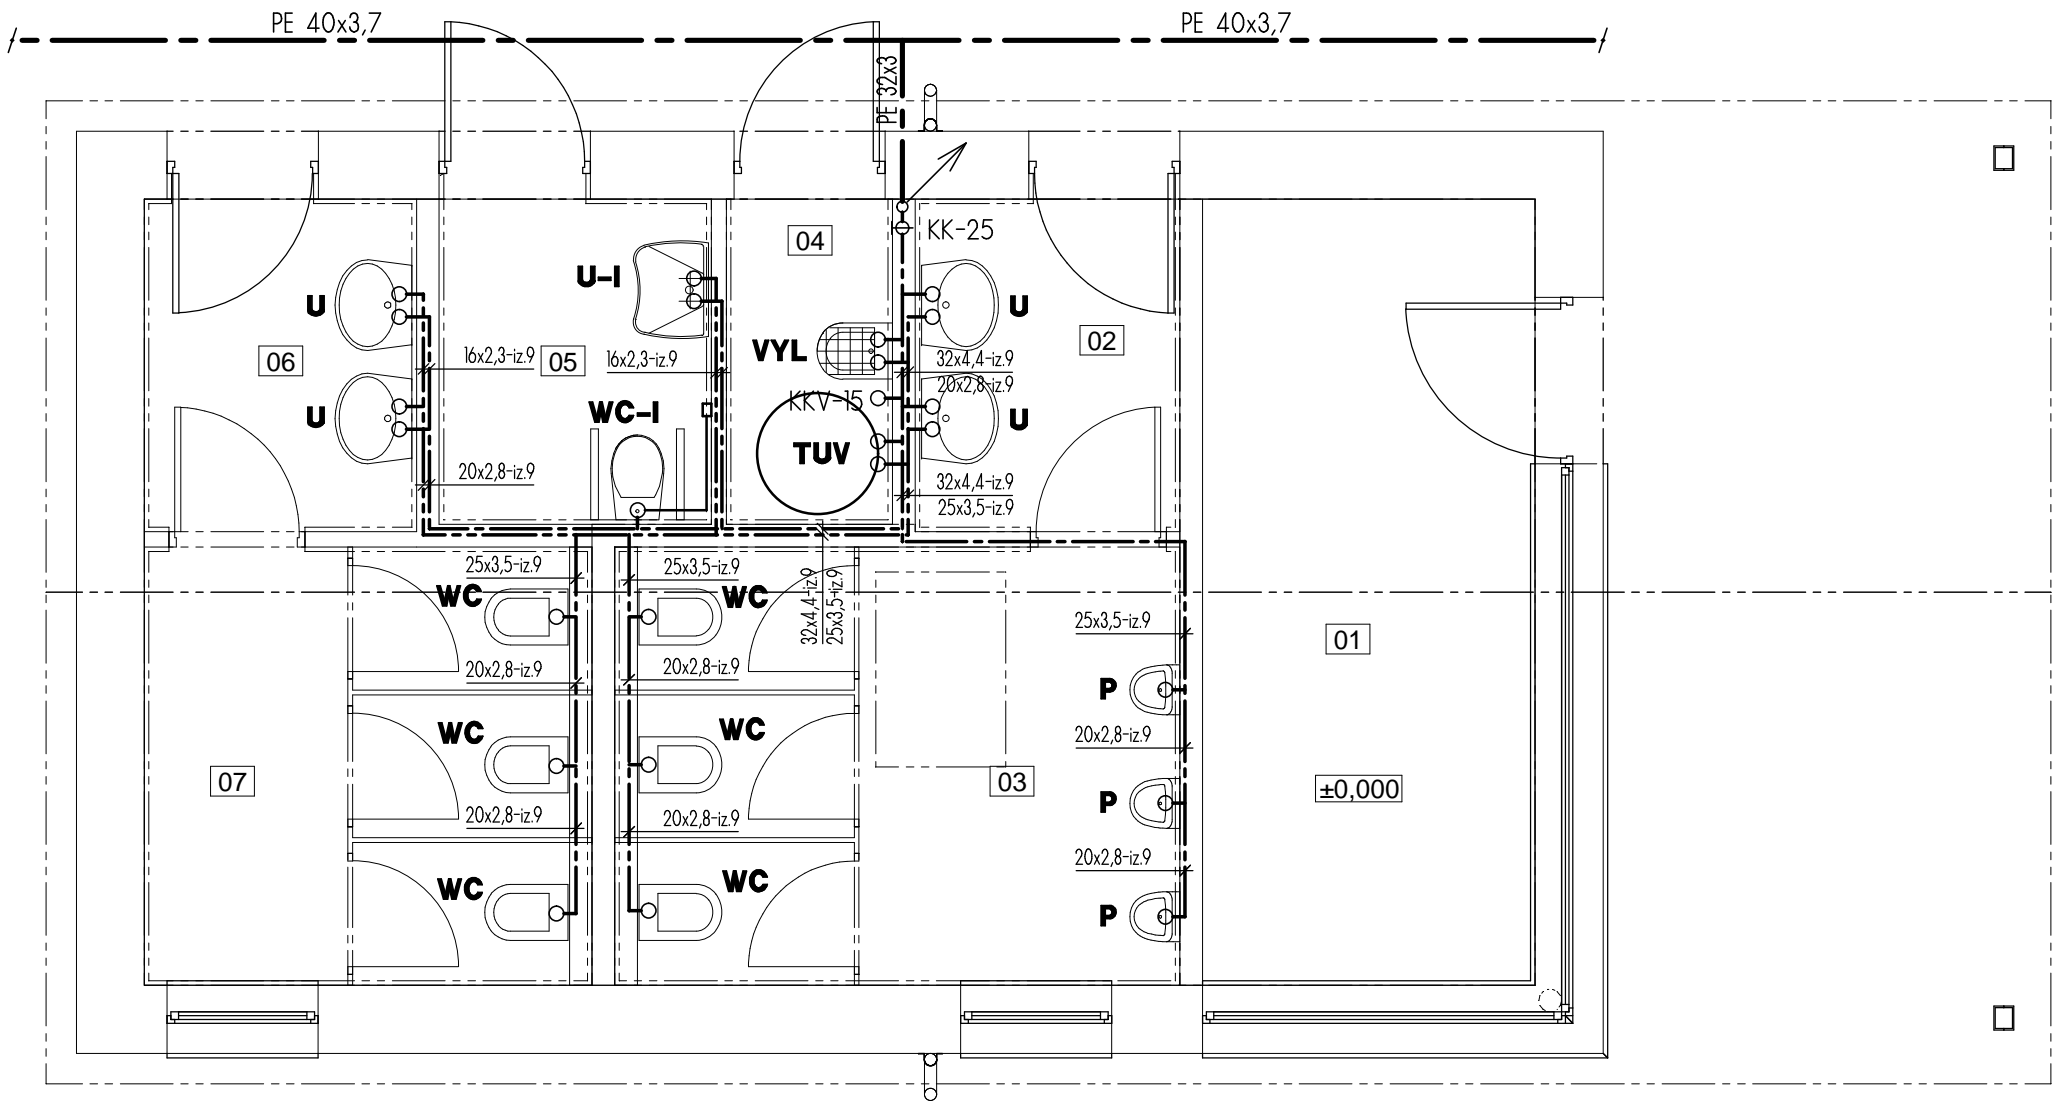 PE 40x3,7
PE 40x3,7
PE 32x3
KK-25
04
U-I
U
U
VYL
02
06
16x2,3-iz.9
05
16x2,3-iz.9
32x4,4-iz.9
20x2,8-iz.9
KKV-15
WC-I
U
U
TUV
20x2,8-iz.9
32x4,4-iz.9
25x3,5-iz.9
25x3,5-iz.9
25x3,5-iz.9
WC
WC
32x4,4-iz.9
25x3,5-iz.9
25x3,5-iz.9
01
20x2,8-iz.9
20x2,8-iz.9
P
WC
WC
20x2,8-iz.9
07
03
±0,000
P
20x2,8-iz.9
20x2,8-iz.9
20x2,8-iz.9
WC
WC
P